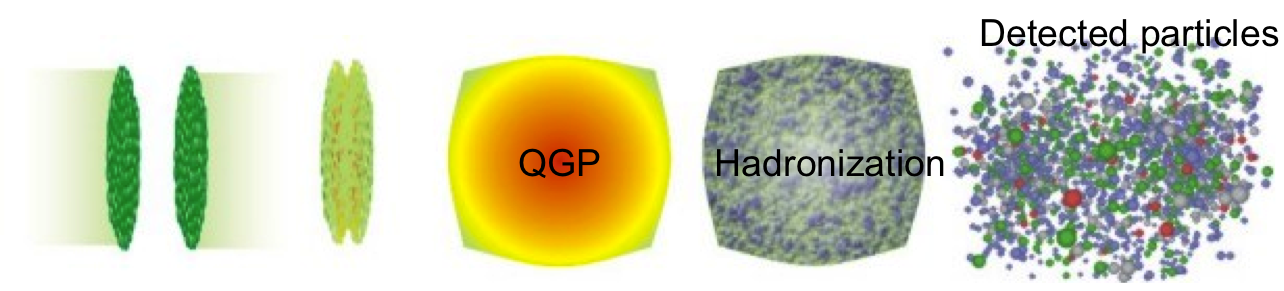 Detected particles
QGP
Hadronization